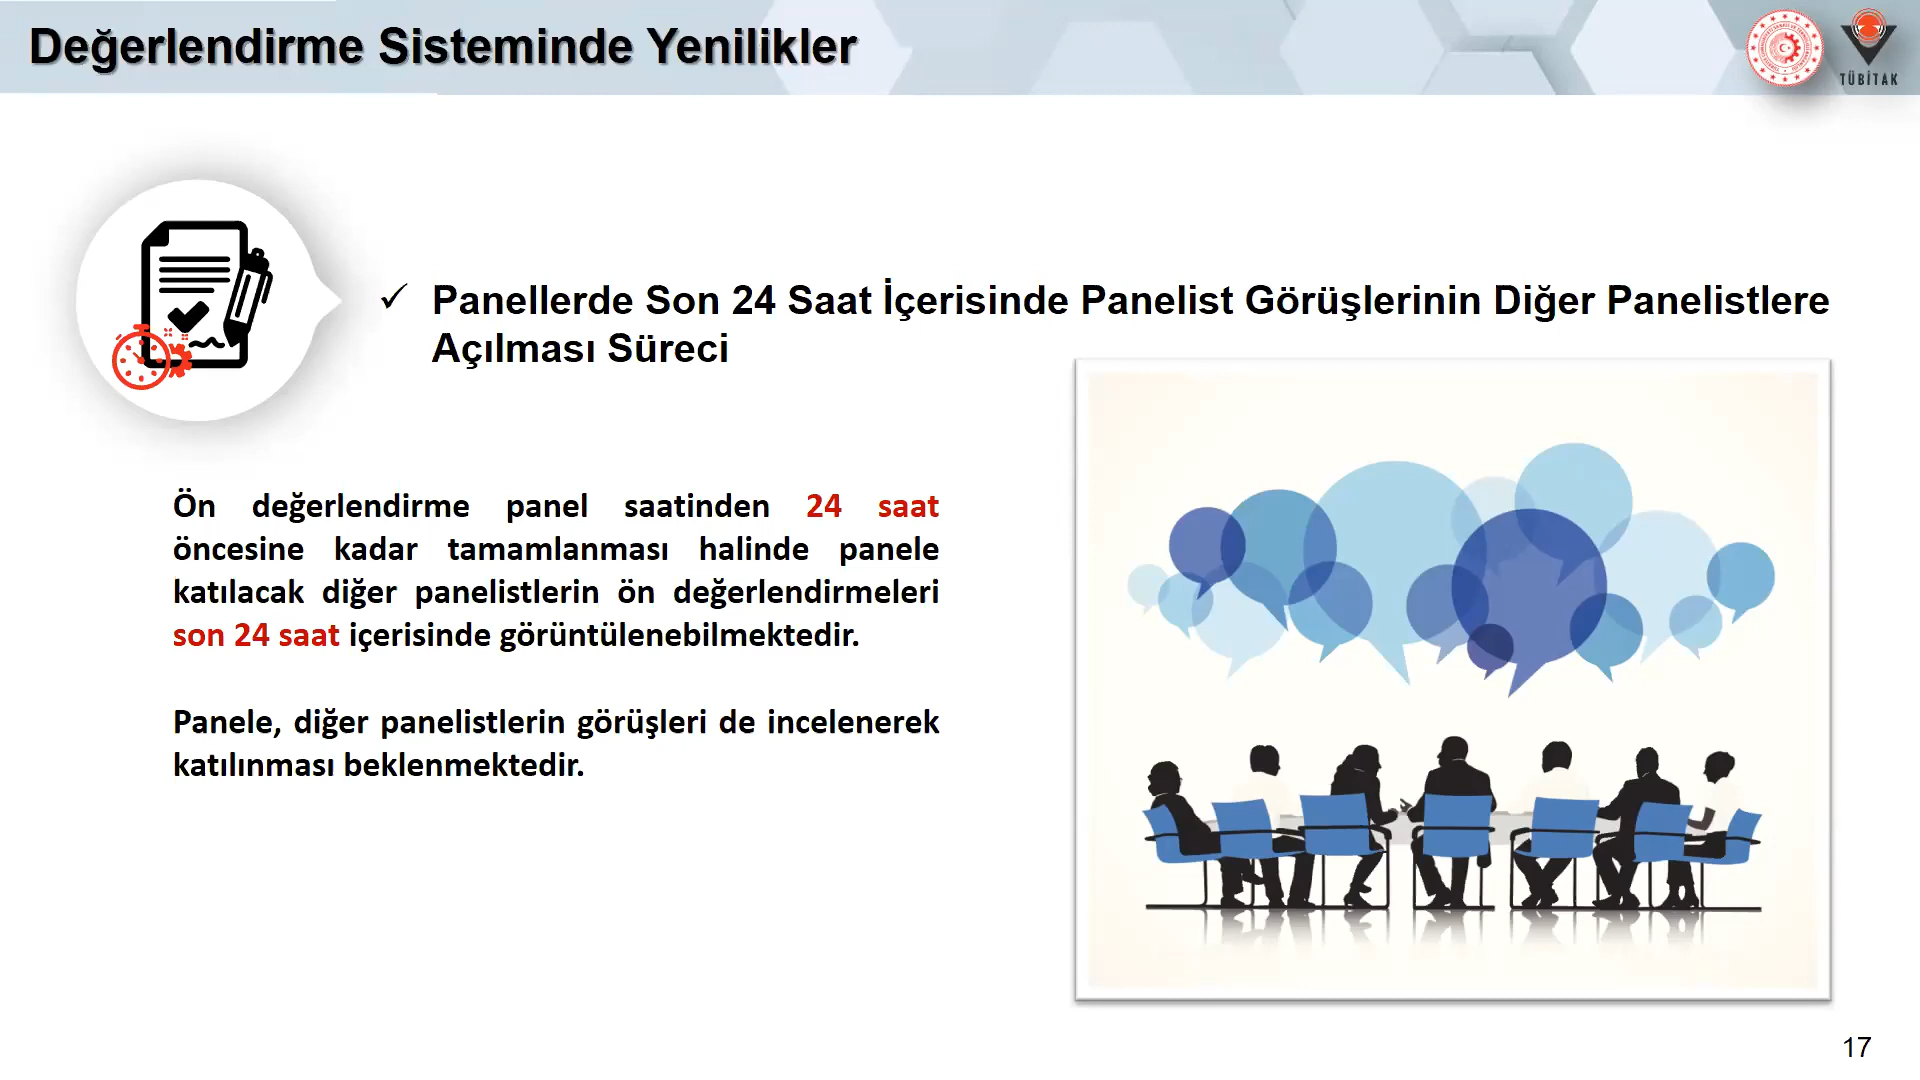 Değerlendirme Sisteminde Yenilikler
TÜBİTAK
✓ Panellerde Son 24 Saat İçerisinde Panelist Görüşlerinin Diğer Panelistlere
Açılması Süreci
Ön değerlendirme panel saatinden 24 saat
öncesine kadar tamamlanması halinde panele
katılacak diğer panelistlerin ön değerlendirmeleri
son 24 saat içerisinde görüntülenebilmektedir.
Panele, diğer panelistlerin görüşleri de incelenerek
katılınması beklenmektedir.
17